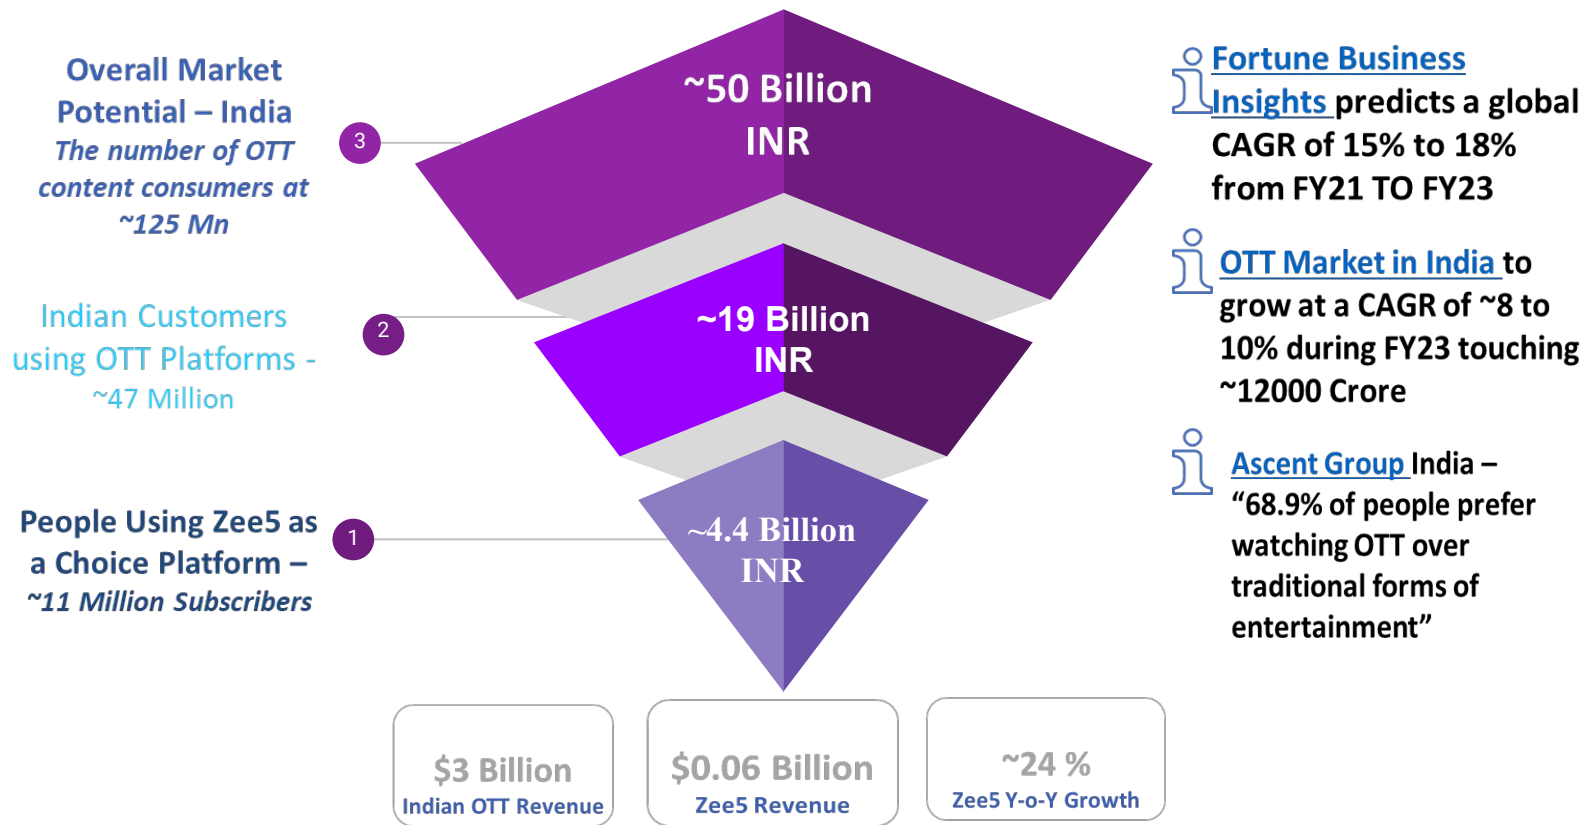 Overall Market
Potential – India
The number of OTT
content consumers at
~125 Mn
3
~50 Billion
INR
Indian Customers
using OTT Platforms -
~47 Million
2
~19 Billion
INR
People Using Zee5 as
a Choice Platform –
~11 Million Subscribers
1
~4.4 Billion
INR
Fortune Business
Insights predicts a global
CAGR of 15% to 18%
from FY21 TO FY23
OTT Market in India to
grow at a CAGR of ~8 to
10% during FY23 touching
~12000 Crore
Ascent Group India –
“68.9% of people prefer
watching OTT over
traditional forms of
entertainment”
$3 Billion
Indian OTT Revenue
$0.06 Billion
Zee5 Revenue
~24 %
Zee5 Y-o-Y Growth